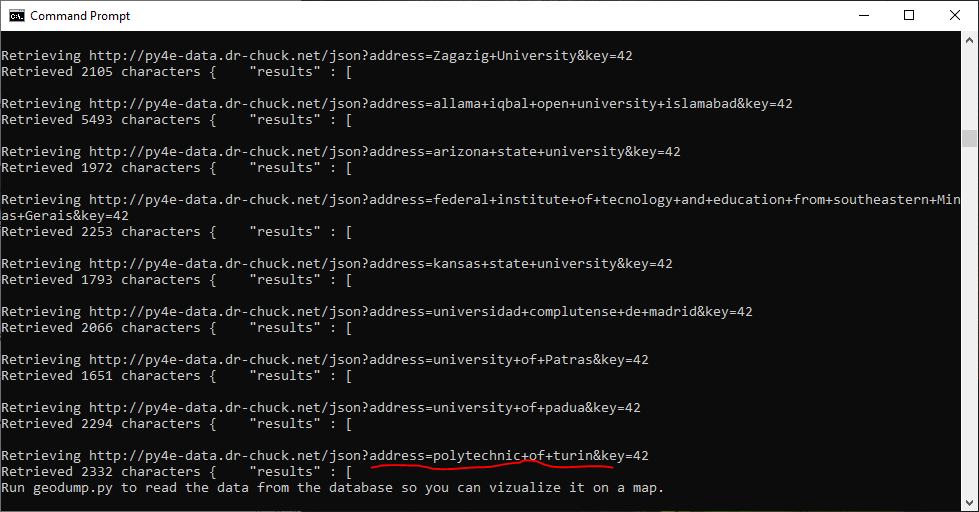 Command Prompt
Retrieving http://py4e-data.dr-chuck.net/json?address=Zagazig+University&key=42
Retrieved 2105 characters {    "results" : [
Retrieving http://py4e-data.dr-chuck.net/json?address=allama+iqbal+open+university+islamabad&key=42
Retrieved 5493 characters {    "results" : [
Retrieving http://py4e-data.dr-chuck.net/json?address=arizona+state+university&key=42
Retrieved 1972 characters {    "results" : [
Retrieving http://py4e-data.dr-chuck.net/json?address=federal+institute+of+tecnology+and+education+from+southeastern+Min
as+Gerais&key=42
Retrieved 2253 characters {    "results" : [
Retrieving http://py4e-data.dr-chuck.net/json?address=kansas+state+university&key=42
Retrieved 1793 characters {    "results" : [
Retrieving http://py4e-data.dr-chuck.net/json?address=universidad+complutense+de+madrid&key=42
Retrieved 2066 characters {    "results" : [
Retrieving http://py4e-data.dr-chuck.net/json?address=university+of+Patras&key=42
Retrieved 1651 characters {    "results" : [
Retrieving http://py4e-data.dr-chuck.net/json?address=university+of+padua&key=42
Retrieved 2294 characters {    "results" : [
Retrieving http://py4e-data.dr-chuck.net/json?address=polytechnic+of+turin&key=42
Retrieved 2332 characters {    "results" : [
Run geodump.py to read the data from the database so you can vizualize it on a map.